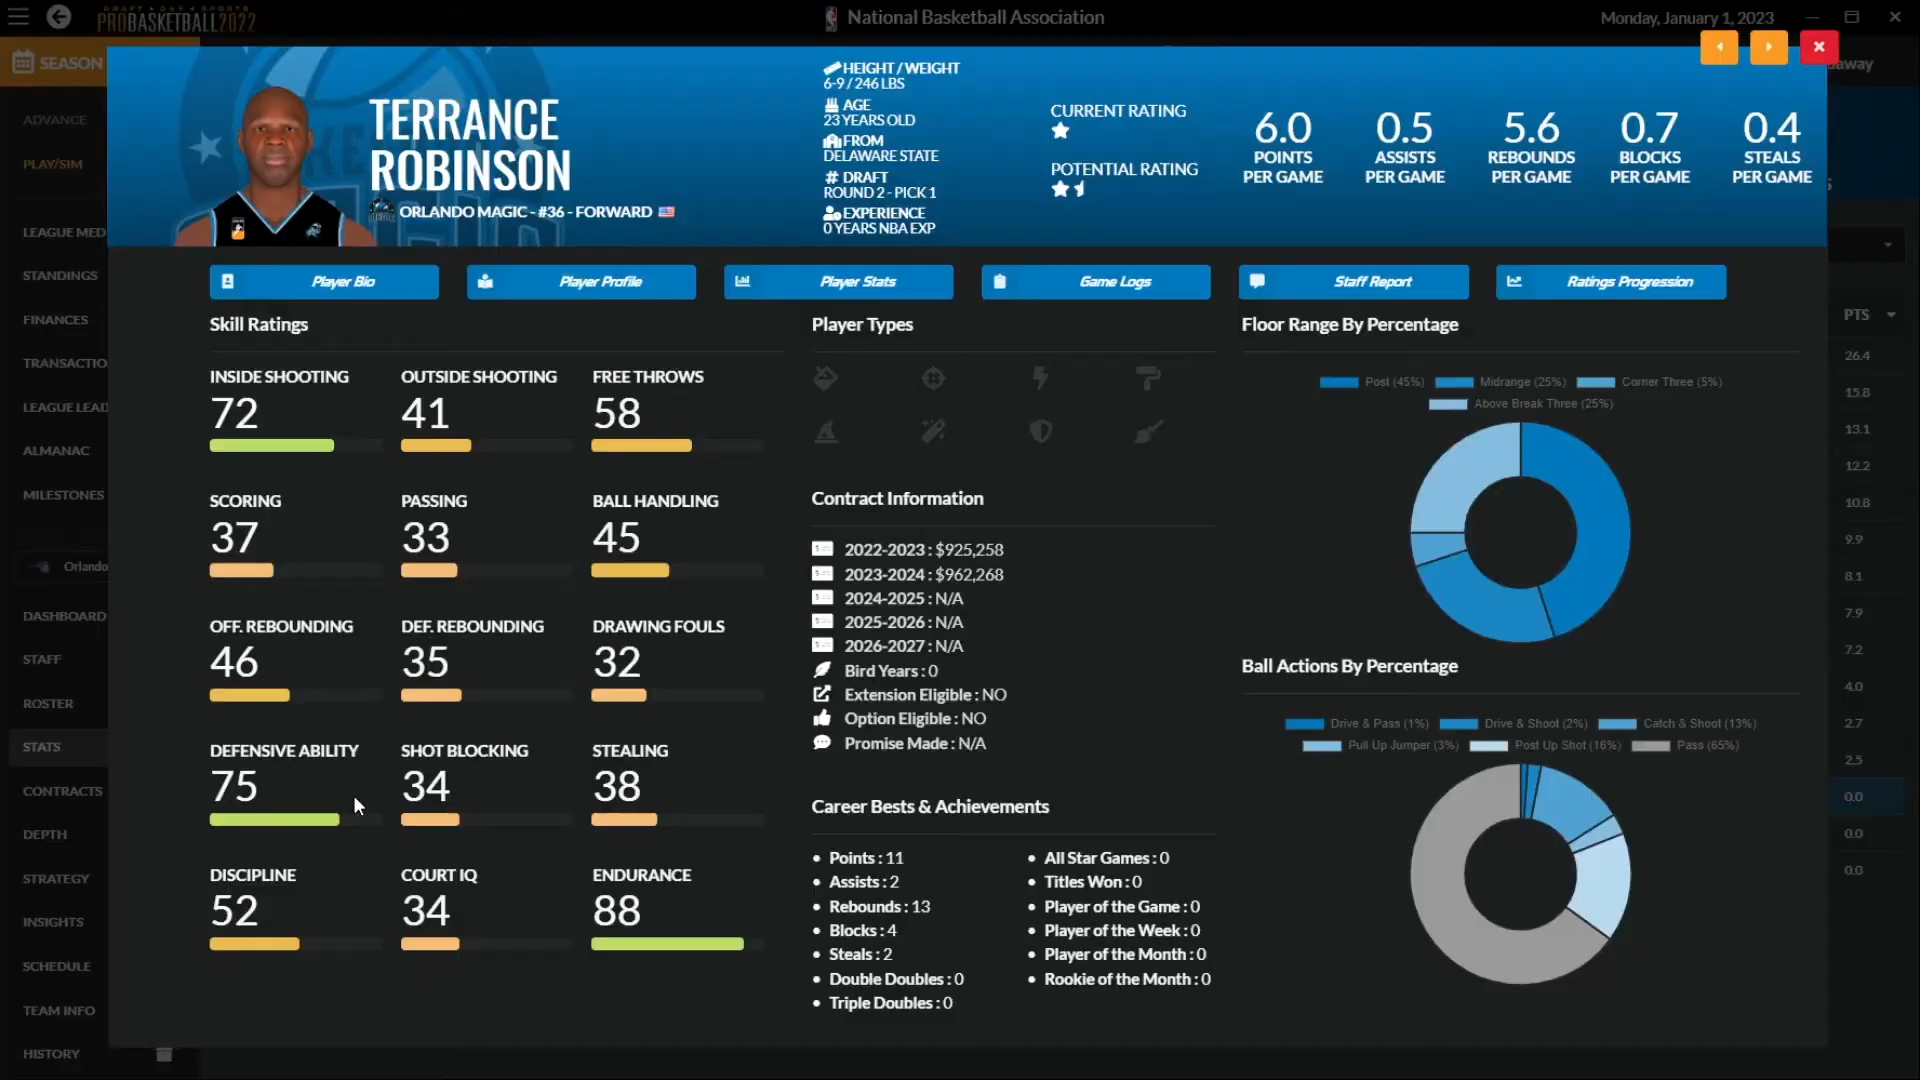 DRAFT • DAY • SPORTS
PROBASKETBALL2022
National Basketball Association
Monday, January 1, 2023
SEASON
ADVANCE
PLAY/SIM
LEAGUE MED
STANDINGS
FINANCES
TRANSACTIO
LEAGUE LEAD
ALMANAC
MILESTONES
Orlando
DASHBOARD
STAFF
ROSTER
STATS
CONTRACTS
DEPTH
STRATEGY
INSIGHTS
SCHEDULE
TEAM INFO
HISTORY
TERRANCE
ROBINSON
ORLANDO MAGIC - #36 - FORWARD
HEIGHT / WEIGHT
6-9 / 246 LBS
AGE
23 YEARS OLD
FROM
DELAWARE STATE
# DRAFT
ROUND 2 - PICK 1
EXPERIENCE
0 YEARS NBA EXP
CURRENT RATING
POTENTIAL RATING
6.0
POINTS
PER GAME
0.5
ASSISTS
PER GAME
5.6
REBOUNDS
PER GAME
0.7
BLOCKS
PER GAME
0.4
STEALS
PER GAME
Player Bio
Player Profile
Player Stats
Game Logs
Staff Report
Ratings Progression
Skill Ratings
INSIDE SHOOTING
72
OUTSIDE SHOOTING
41
FREE THROWS
58
SCORING
37
PASSING
33
BALL HANDLING
45
OFF. REBOUNDING
46
DEF. REBOUNDING
35
DRAWING FOULS
32
DEFENSIVE ABILITY
75
SHOT BLOCKING
34
STEALING
38
DISCIPLINE
52
COURT IQ
34
ENDURANCE
88
Player Types
Contract Information
2022-2023 : $925,258
2023-2024 : $962,268
2024-2025 : N/A
2025-2026 : N/A
2026-2027 : N/A
Bird Years : 0
Extension Eligible : NO
Option Eligible : NO
Promise Made : N/A
Career Bests & Achievements
• Points : 11
• Assists : 2
• Rebounds : 13
• Blocks : 4
• Steals : 2
• Double Doubles : 0
• Triple Doubles : 0
• All Star Games : 0
• Titles Won : 0
• Player of the Game : 0
• Player of the Week : 0
• Player of the Month : 0
• Rookie of the Month : 0
Floor Range By Percentage
Post (45%) Midrange (25%) Corner Three (5%)
Above Break Three (25%)
Ball Actions By Percentage
Drive & Pass (1%) Drive & Shoot (2%) Catch & Shoot (13%)
Pull Up Jumper (3%) Post Up Shot (16%) Pass (65%)
away
PTS
26.4
15.8
13.1
12.2
10.8
9.9
8.1
7.9
7.2
4.0
2.7
2.5
0.0
0.0
0.0